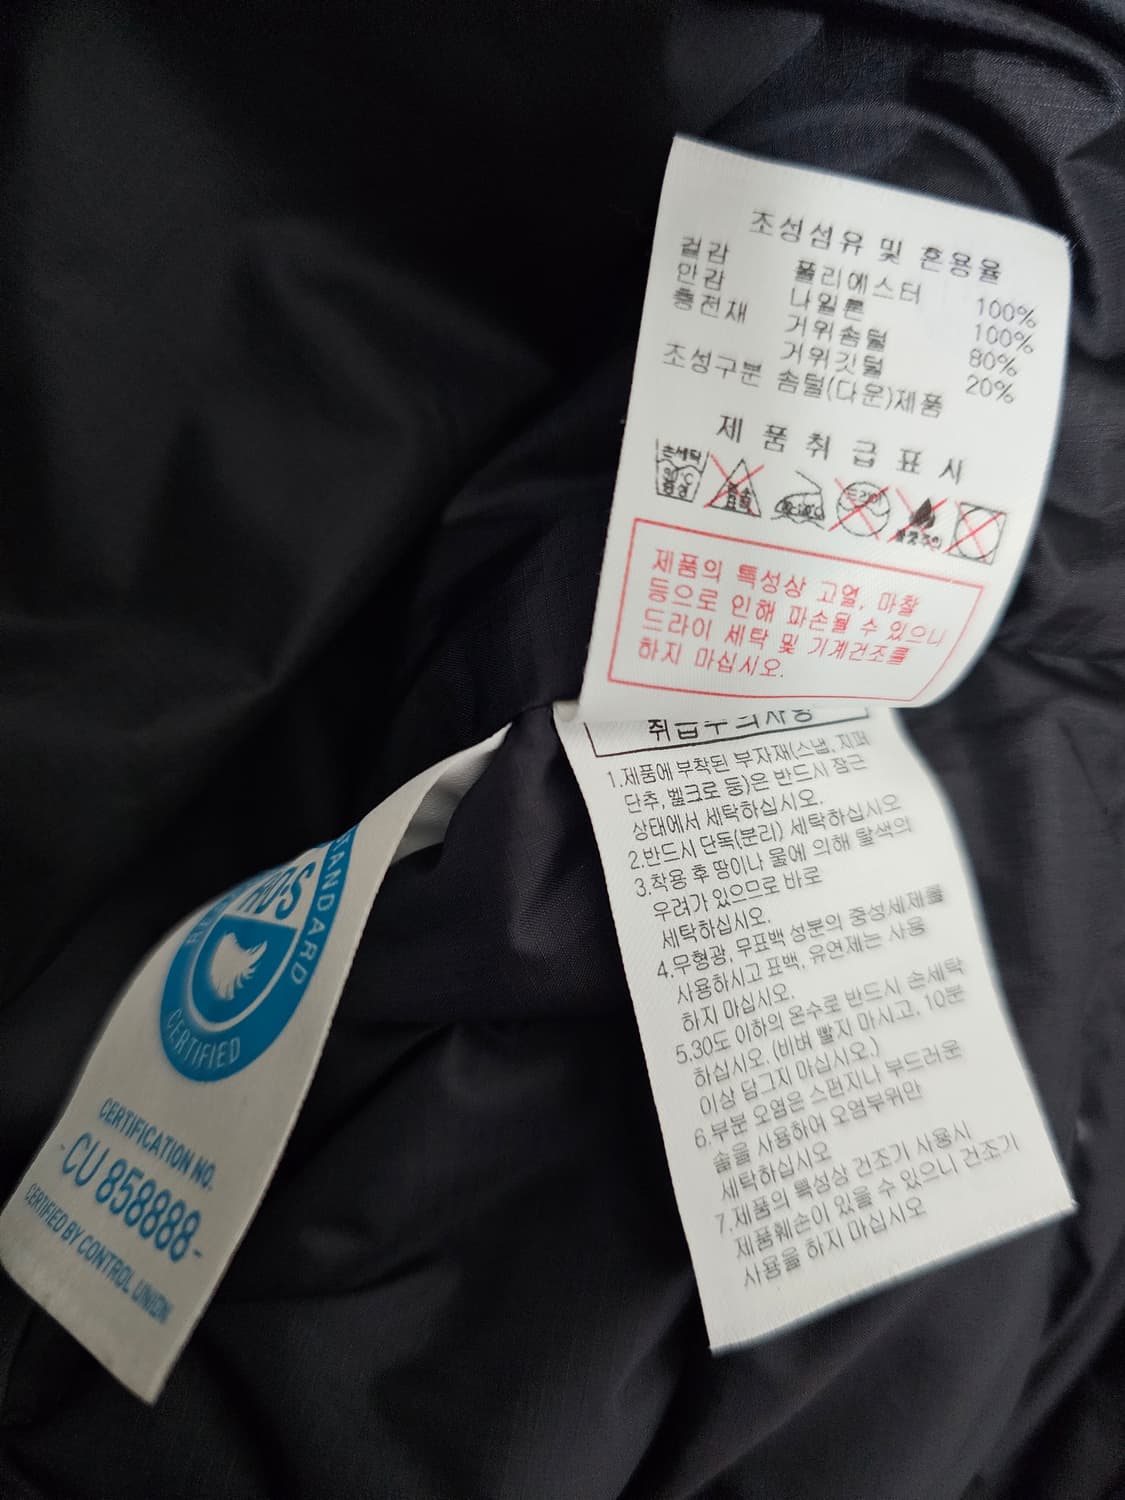 조성섬유 및 혼용율
겉감 폴리에스터 100%
안감 나일론 100%
충전재 거위솜털 80%
거위깃털 20%
조성구분 솜털(다운)제품
제 품 취 급 표 시
손세탁
중성
드라이
제품의 특성상 고열, 마찰
등으로 인해 파손될 수 있으니
드라이 세탁 및 기계건조를
하지 마십시오.
취급주의사항
1.제품에 부착된 부자재(스냅, 지퍼
단추, 벨크로 등)은 반드시 잠근
상태에서 세탁하십시오.
2.반드시 단독(분리) 세탁하십시오
3.착용 후 땀이나 물에 의해 탈색의
우려가 있으므로 바로
세탁하십시오.
4.무형광, 무표백 성분의 중성세제를
사용하시고 표백, 유연제는 사용
하지 마십시오.
5.30도 이하의 온수로 반드시 손세탁
하십시오.(비벼 빨지 마시고, 10분
이상 담그지 마십시오.)
6.부분 오염은 스펀지나 부드러운
솔을 사용하여 오염부위만
세탁하십시오
7.제품의 특성상 건조기 사용시
제품훼손이 있을 수 있으니 건조기
사용을 하지 마십시오
STANDARD
RDS
CERTIFIED
CERTIFICATION NO.
-CU 858888-
CERTIFIED BY CONTROL UNION